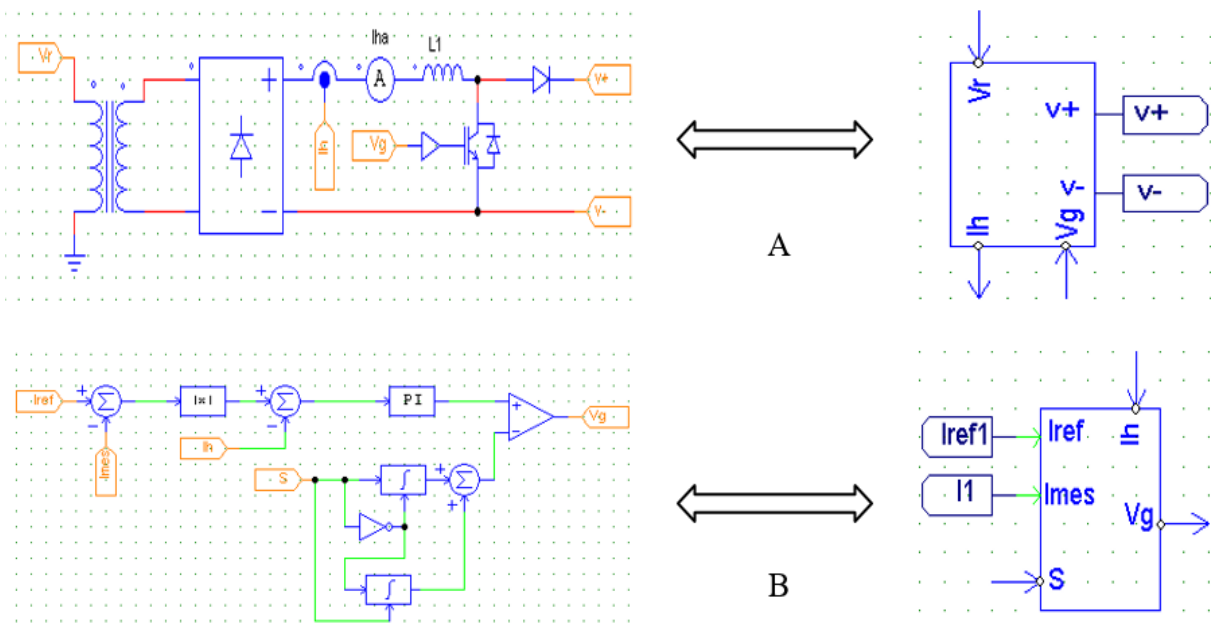 Vr
Iha
L1
A
v+
Ih
Vg
v-
Vr
v+
v+
v-
v-
Ih
Vg
A
Iref
|x|
PI
Vg
Ih
Imes
S
Iref1
Iref
Ih
I1
Imes
Vg
S
B